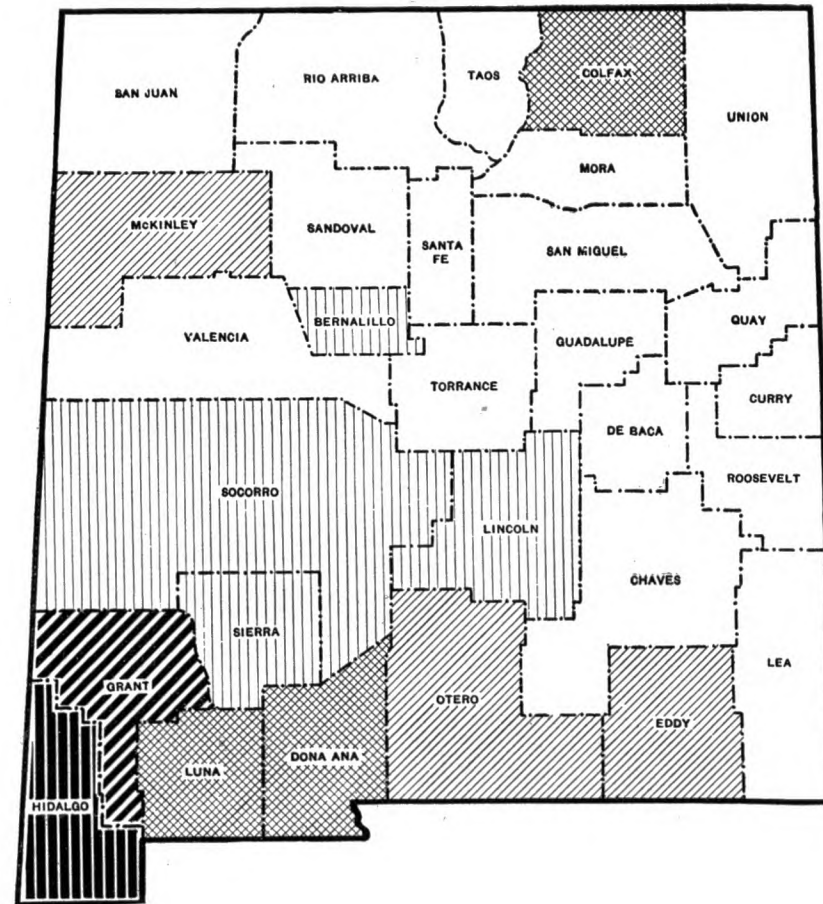 SAN JUAN
RIO ARRIBA
TAOS
COLFAX
UNION
MORA
McKINLEY
SANDOVAL
SANTA
FE
SAN MIGUEL
BERNALILLO
VALENCIA
GUADALUPE
QUAY
TORRANCE
CURRY
DE BACA
ROOSEVELT
SOCORRO
LINCOLN
CHAVES
SIERRA
LEA
GRANT
OTERO
EDDY
DONA ANA
LUNA
HIDALGO